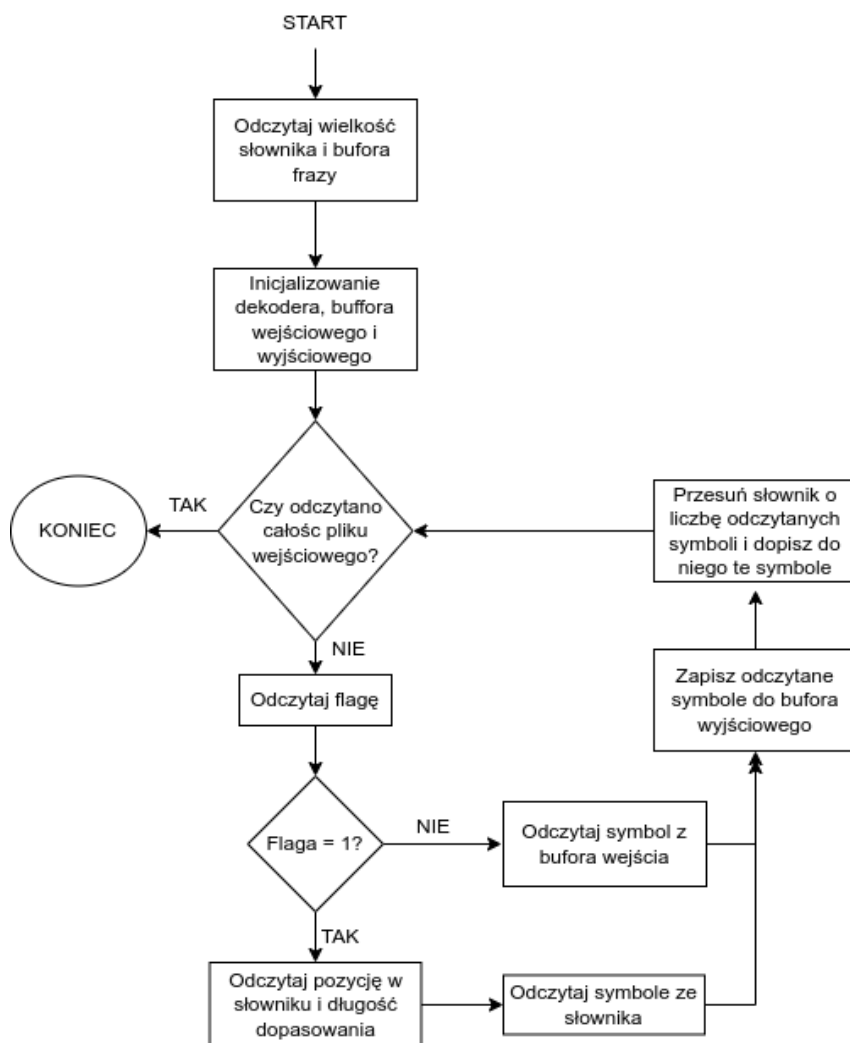 START
Odczytaj wielkość
słownika i bufora
frazy
Inicjalizowanie
dekodera, buffora
wejściowego i
wyjściowego
Czy odczytano
całośc pliku
wejściowego?
TAK
KONIEC
NIE
Odczytaj flagę
Flaga = 1?
NIE
Odczytaj symbol z
bufora wejścia
TAK
Odczytaj pozycję w
słowniku i długość
dopasowania
Odczytaj symbole ze
słownika
Zapisz odczytane
symbole do bufora
wyjściowego
Przesuń słownik o
liczbę odczytanych
symboli i dopisz do
niego te symbole